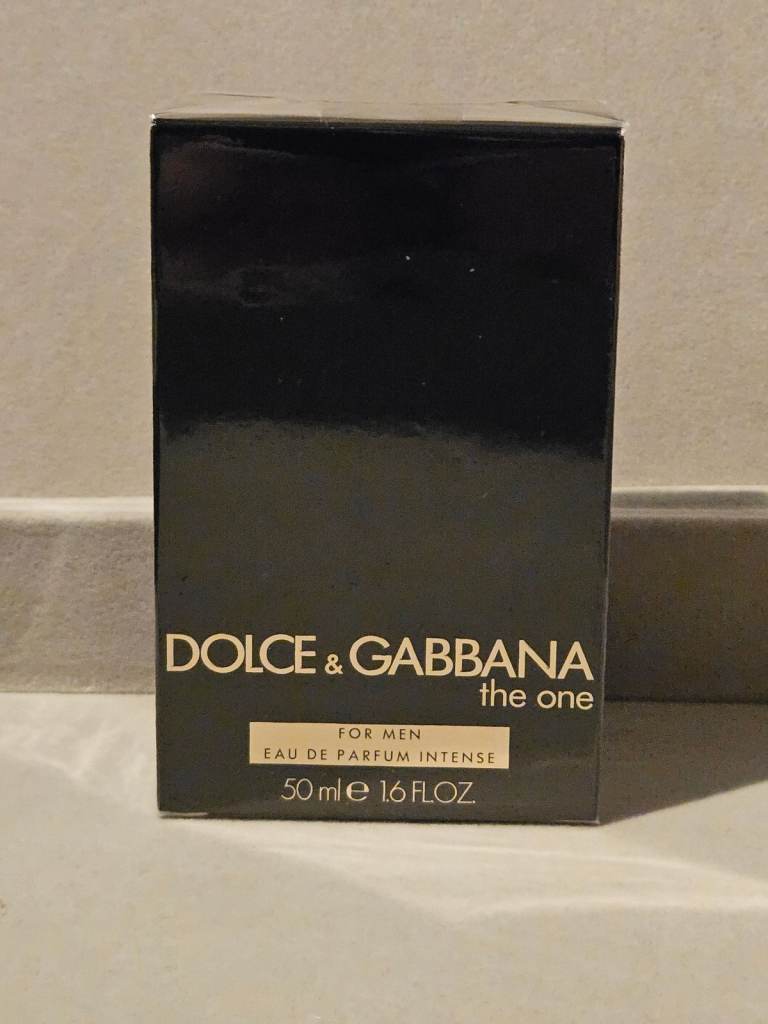 DOLCE & GABBANA
the one
FOR MEN
EAU DE PARFUM INTENSE
50 ml e 1.6 FL.OZ.